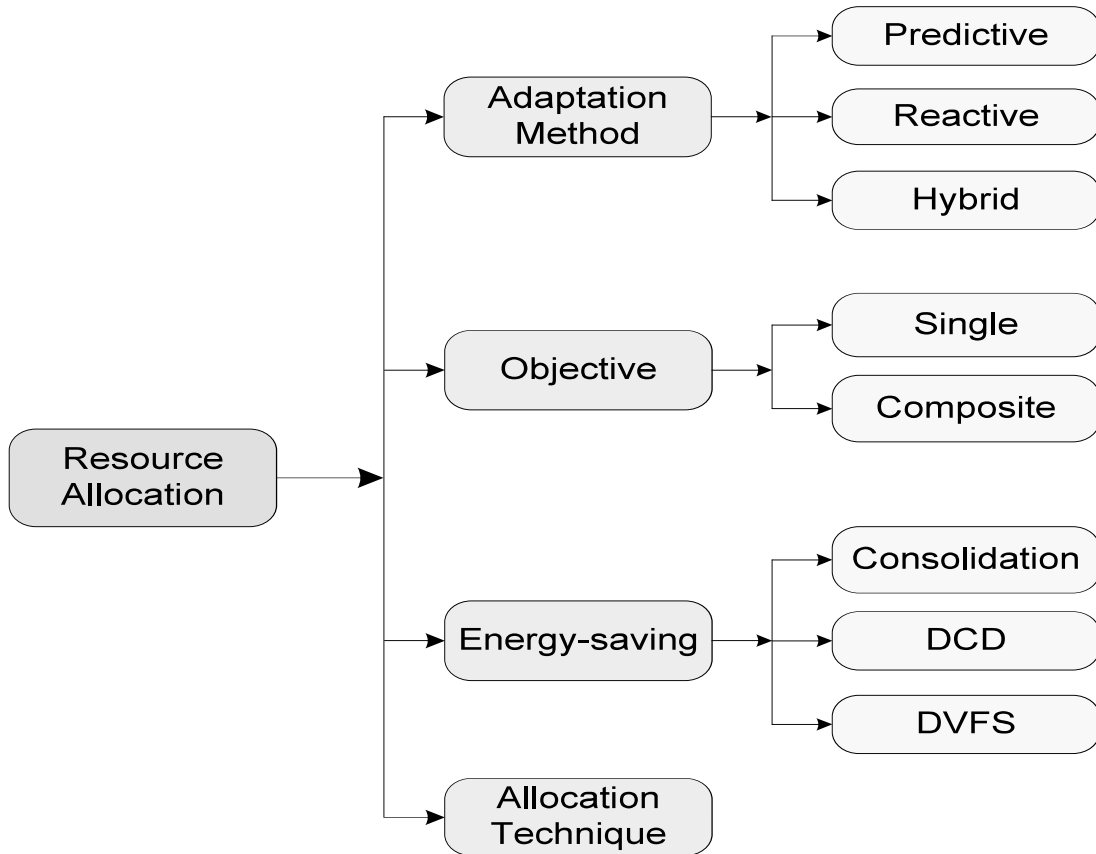 Predictive
Adaptation
Method
Reactive
Hybrid
Single
Objective
Composite
Resource
Allocation
Consolidation
Energy-saving
DCD
DVFS
Allocation
Technique